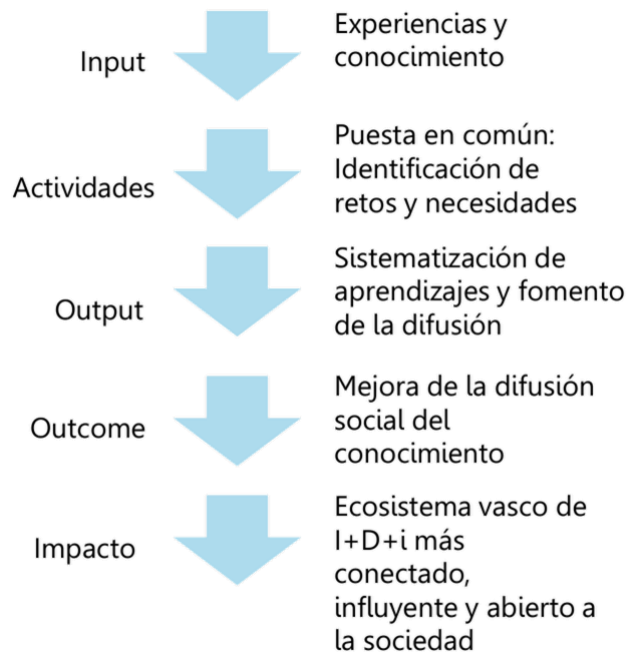 Input
Experiencias y
conocimiento
Actividades
Puesta en común:
Identificación de
retos y necesidades
Output
Sistematización de
aprendizajes y fomento
de la difusión
Outcome
Mejora de la difusión
social del
conocimiento
Impacto
Ecosistema vasco de
I+D+i más
conectado,
influyente y abierto a
la sociedad